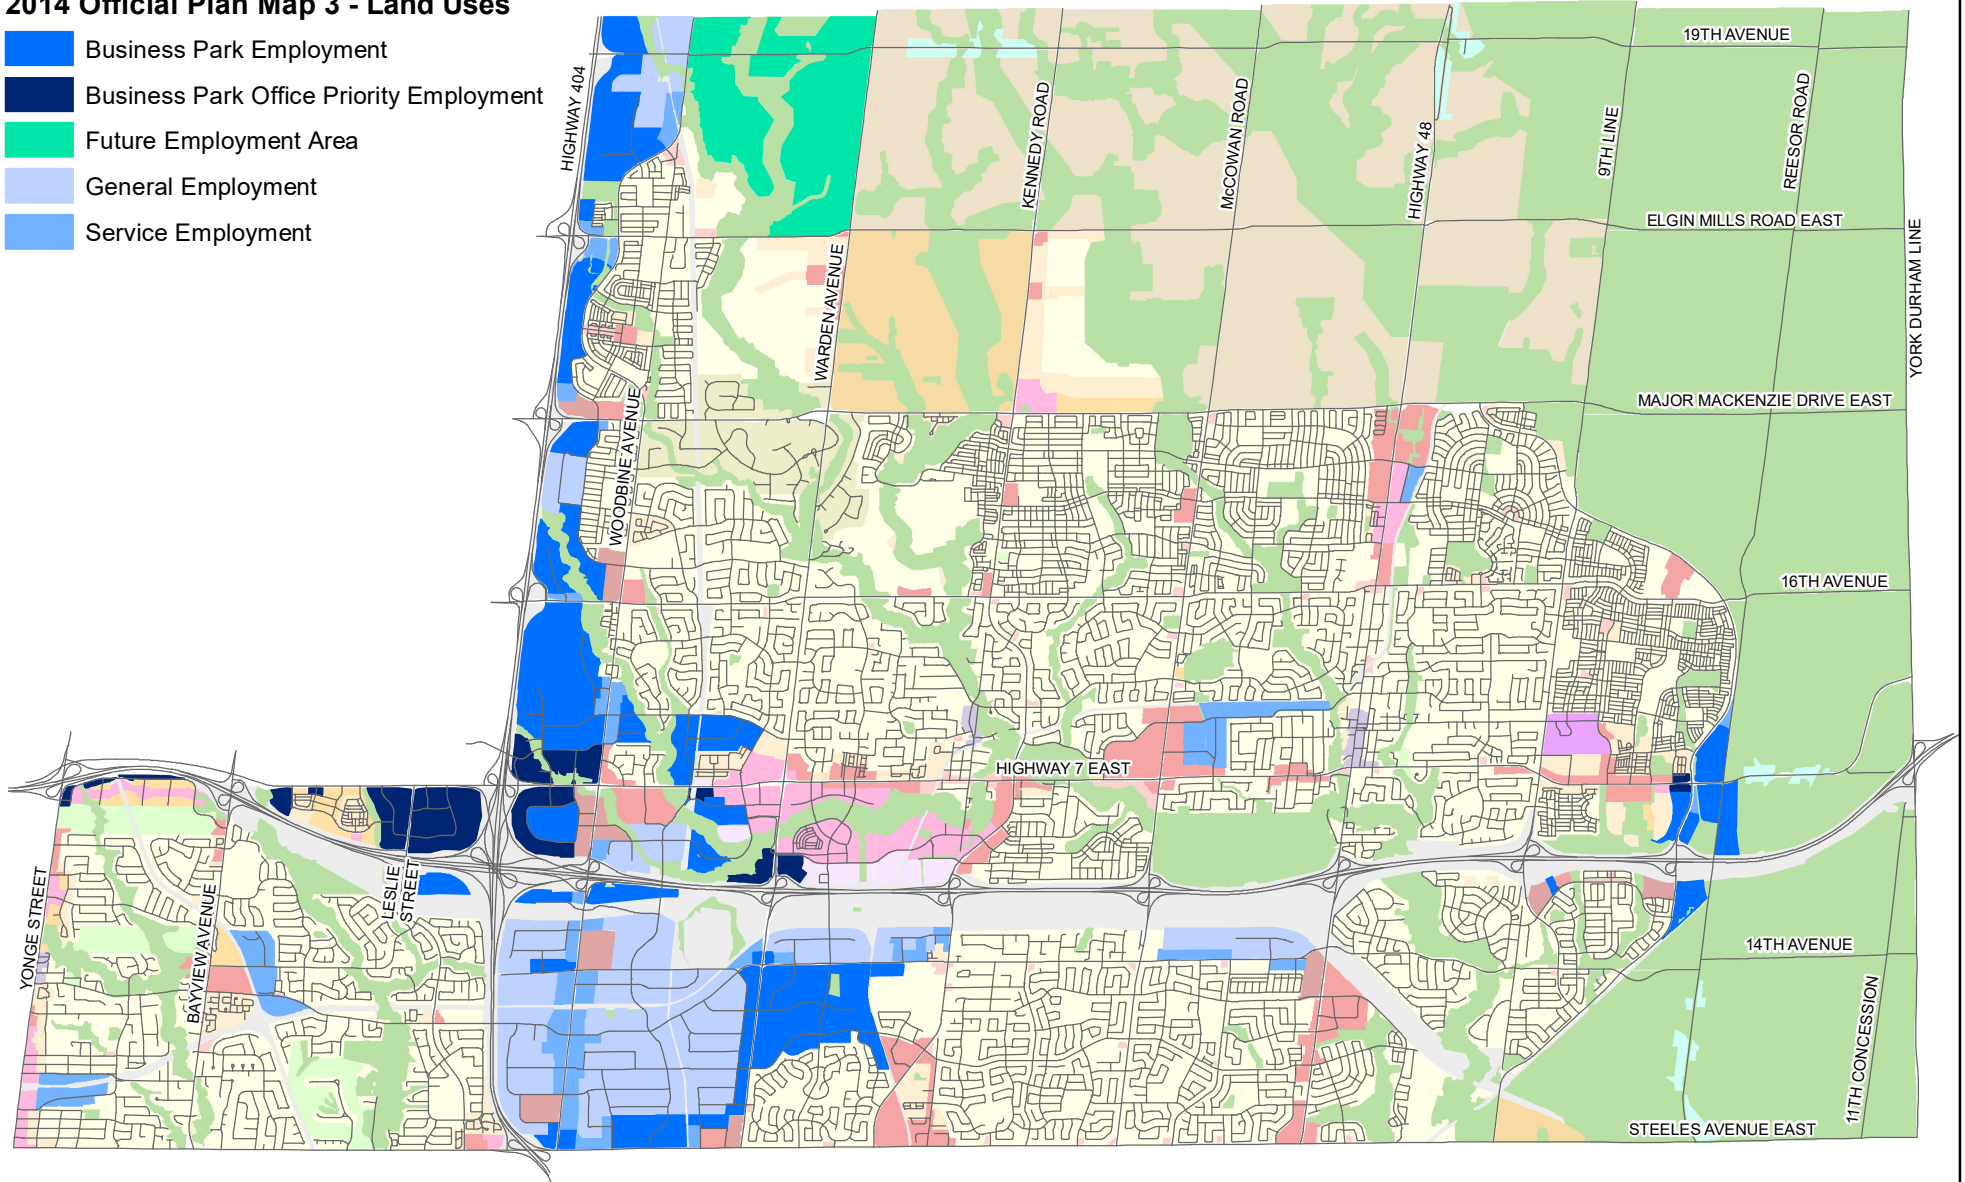 2014 Official Plan Map 3 - Land Uses
Business Park Employment
Business Park Office Priority Employment
Future Employment Area
General Employment
Service Employment
HIGHWAY 404
19TH AVENUE
KENNEDY ROAD
McCOWAN ROAD
HIGHWAY 48
9TH LINE
REESOR ROAD
ELGIN MILLS ROAD EAST
YORK DURHAM LINE
WARDEN AVENUE
MAJOR MACKENZIE DRIVE EAST
WOODBINE AVENUE
16TH AVENUE
HIGHWAY 7 EAST
YONGE STREET
BAYVIEW AVENUE
LESLIE
STREET
14TH AVENUE
11TH CONCESSION
STEELES AVENUE EAST